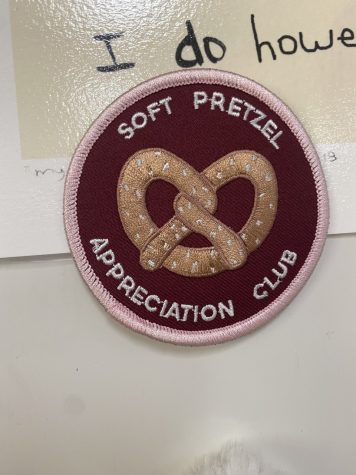 I do howe
SOFT PRETZEL
APPRECIATION CLUB